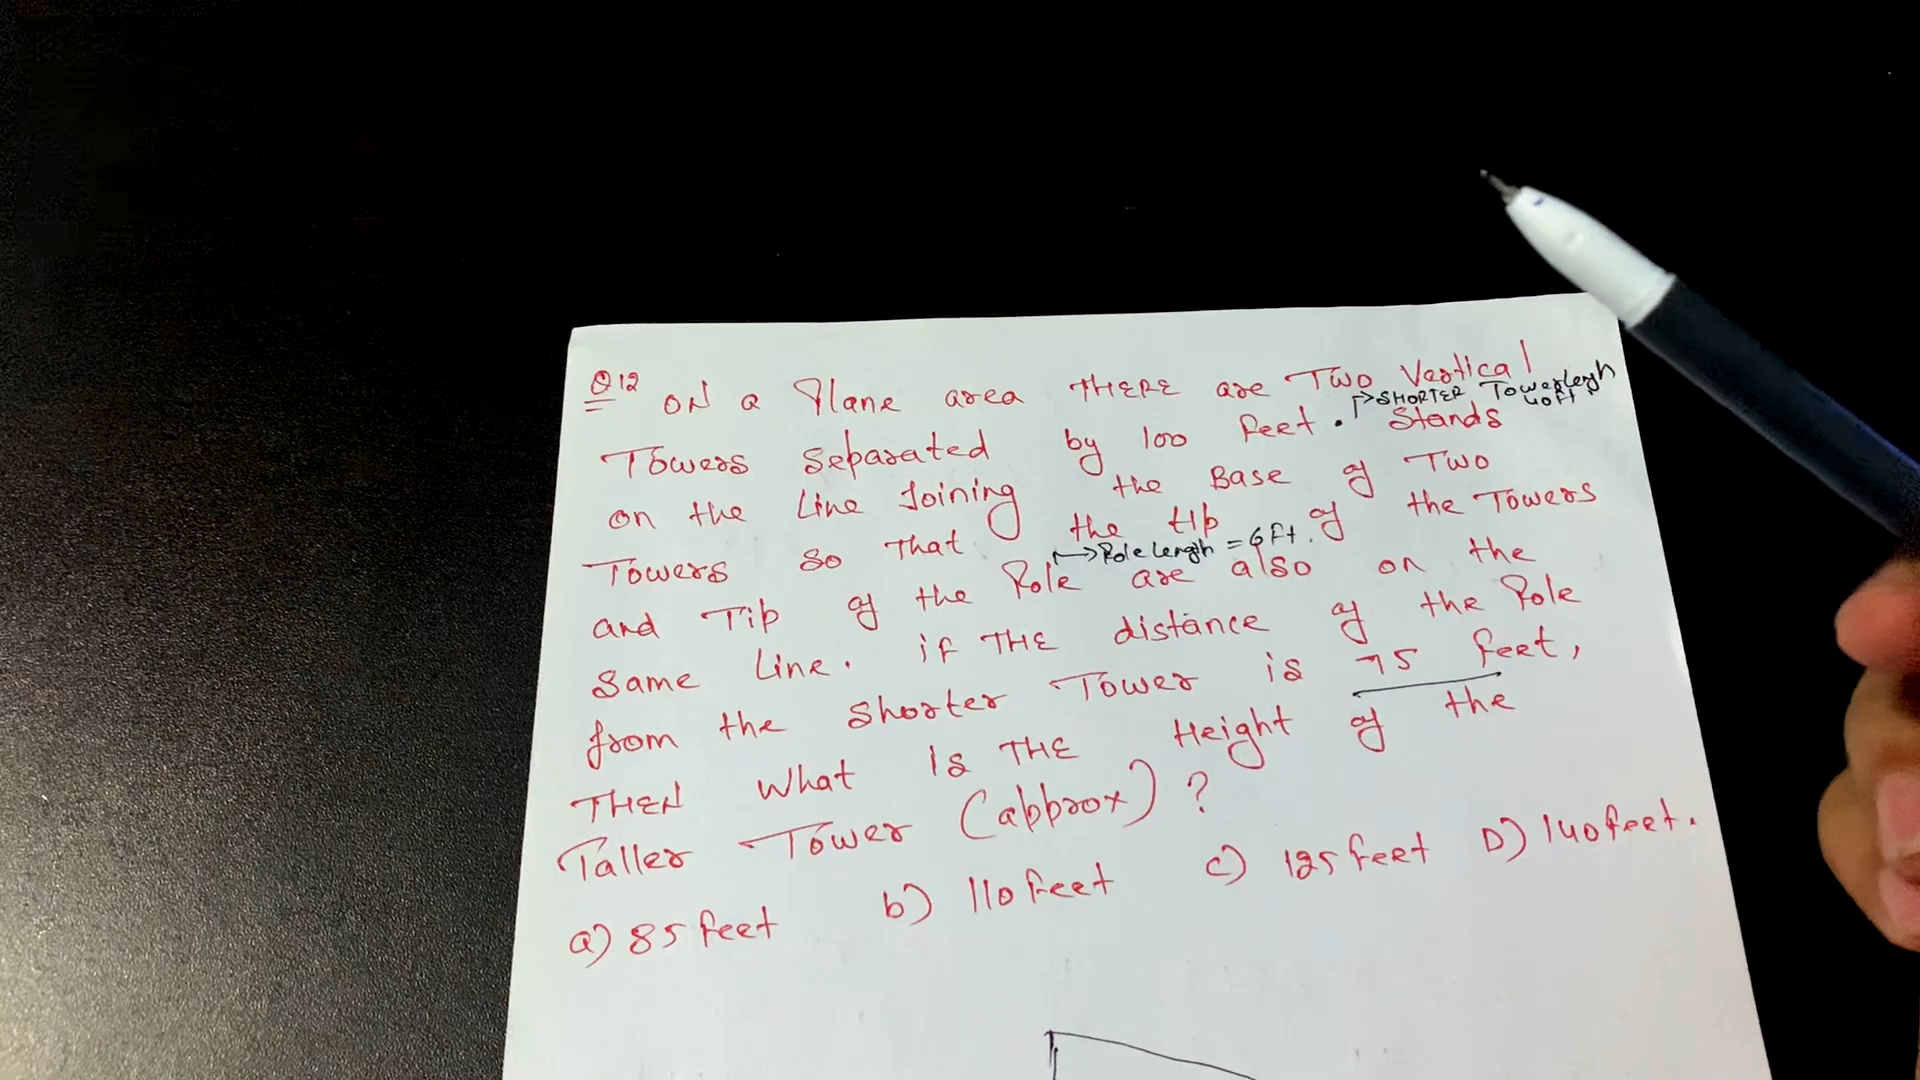 Q12 ON a Plane area THERE are Two Vertical
→ SHORTER Tower lengh 40ft.
Towers Separated by 100 feet. Stands
on the Line Joining the Base of Two
Towers so that the tip of the Towers
→ Pole length = 6 Ft.
and Tip of the Pole are also on the
Same Line. if THE distance of the Pole
from the Shorter Tower is 75 feet,
THEN What is THE Height of the
Taller Tower (approx) ?
a) 85 feet b) 110 feet c) 125 feet D) 140 feet.